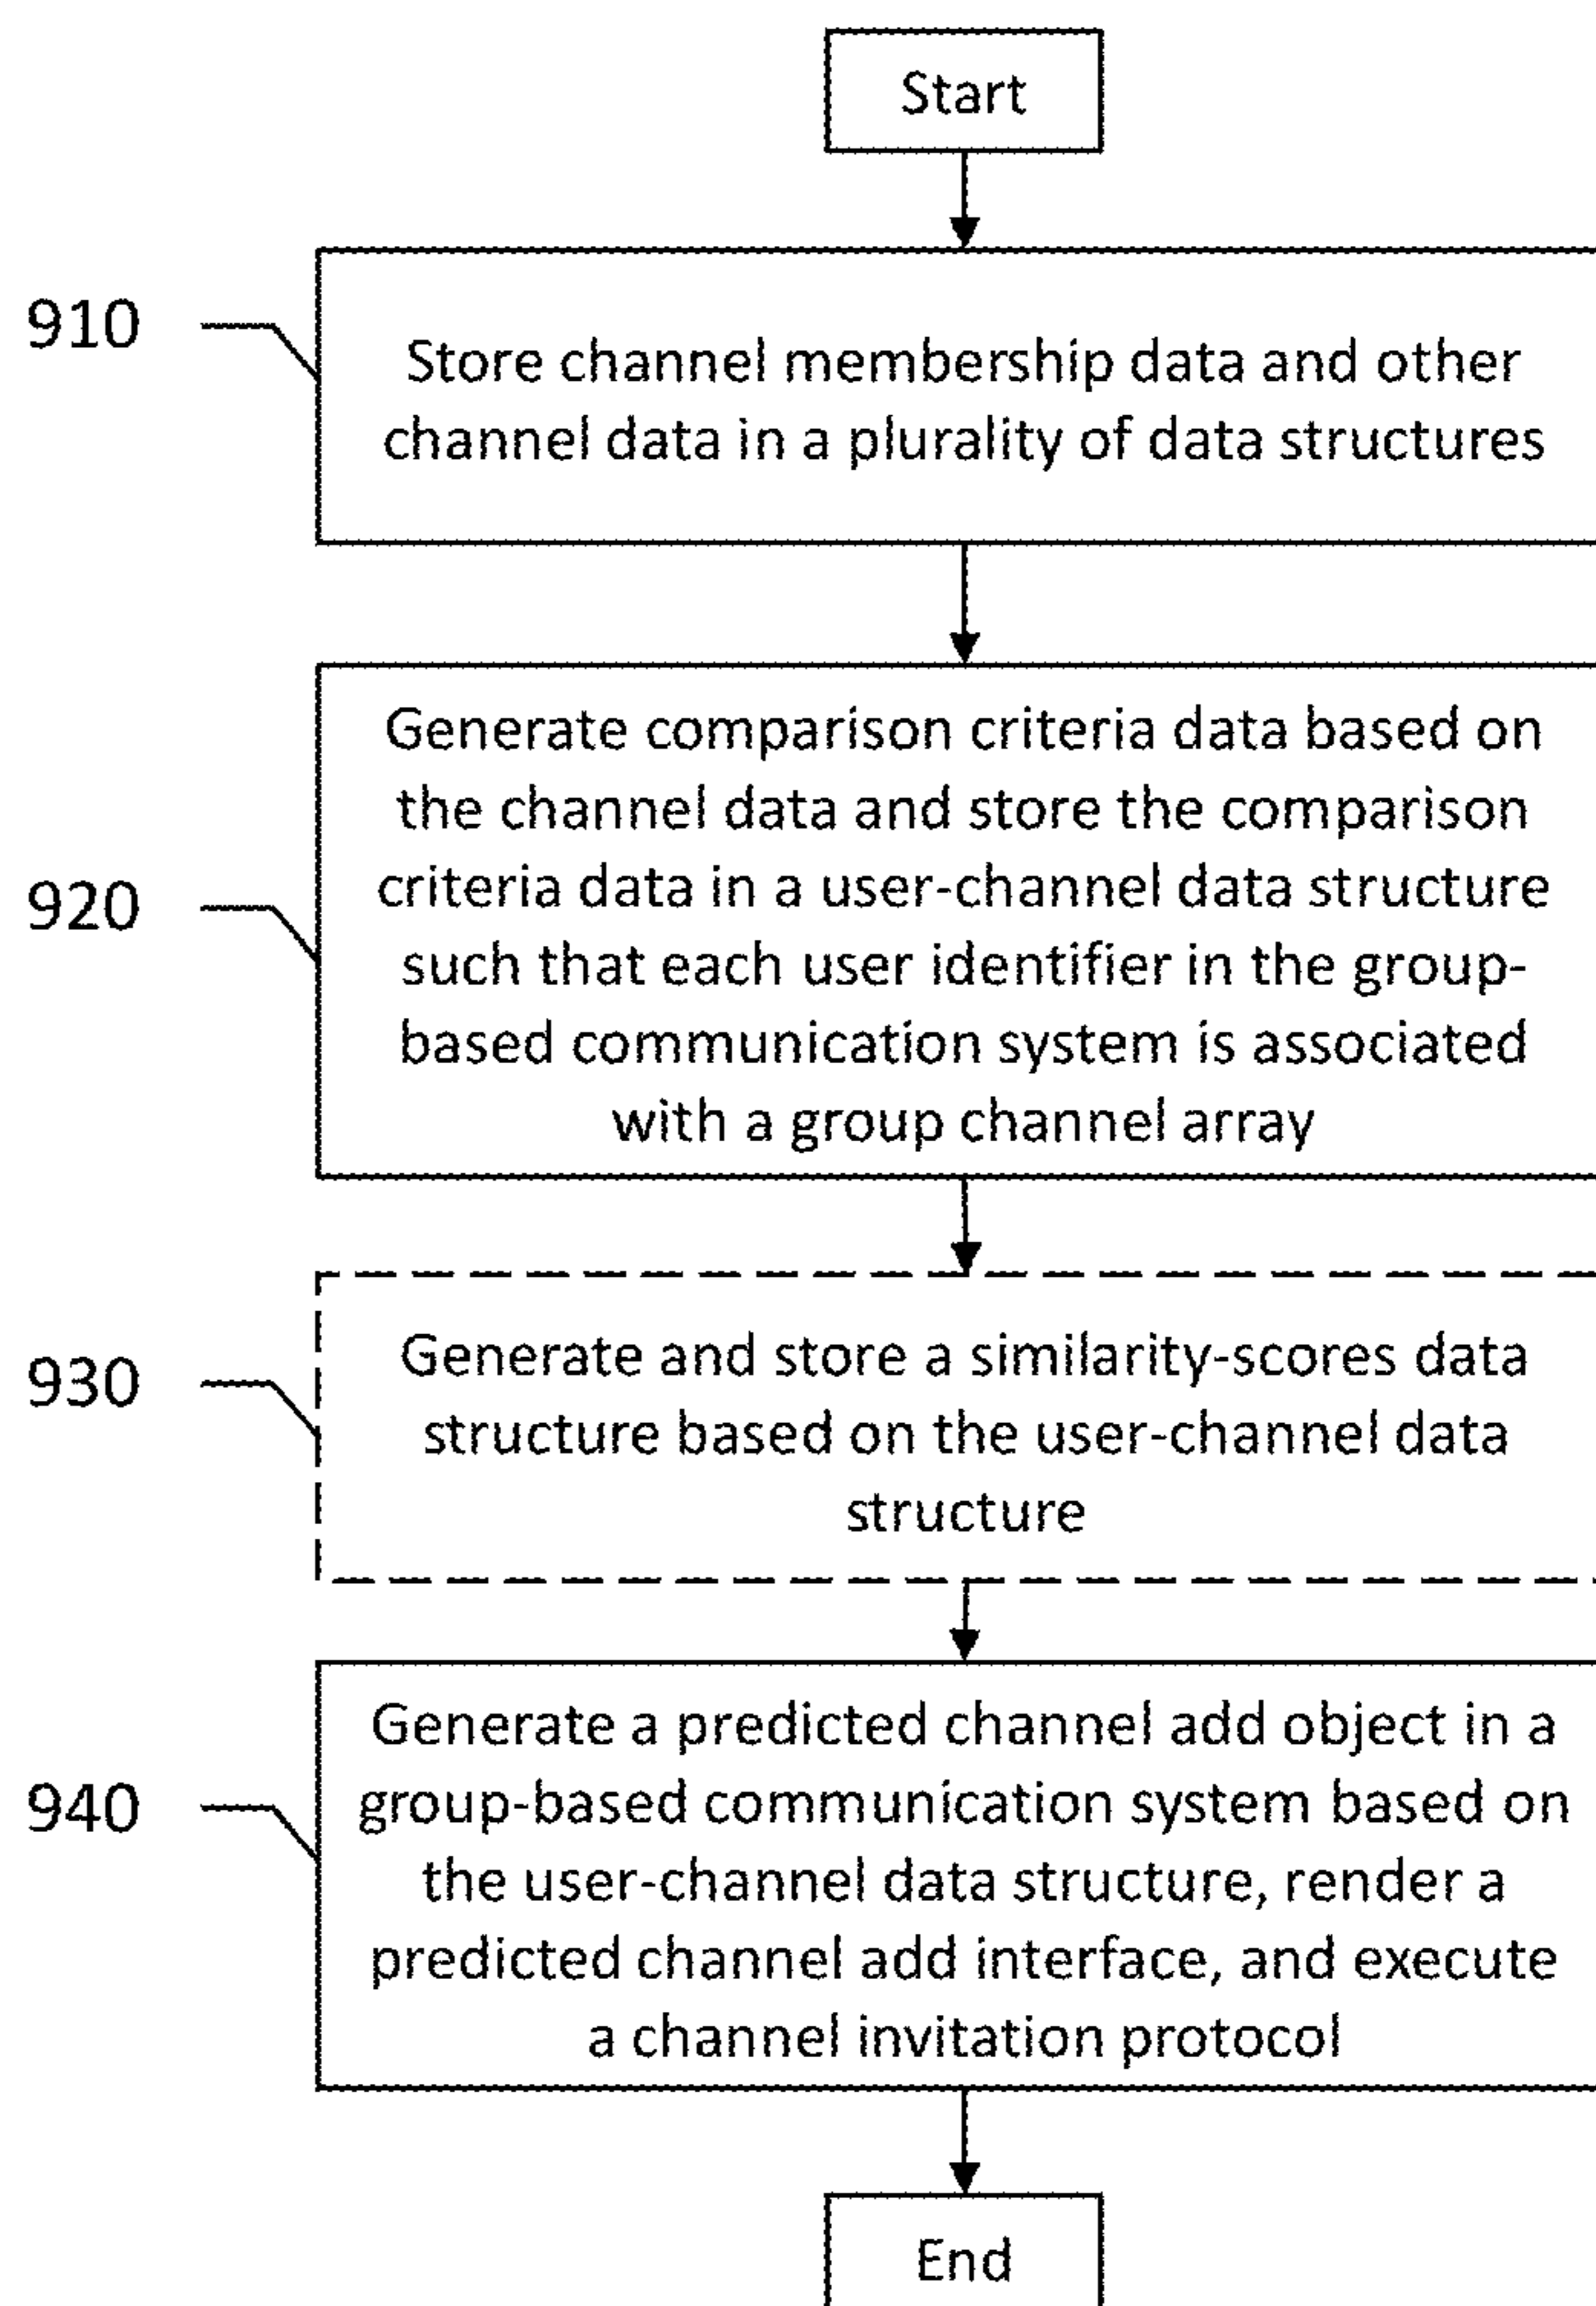 Start
910
Store channel membership data and other
channel data in a plurality of data structures
920
Generate comparison criteria data based on
the channel data and store the comparison
criteria data in a user-channel data structure
such that each user identifier in the group-
based communication system is associated
with a group channel array
930
Generate and store a similarity-scores data
structure based on the user-channel data
structure
940
Generate a predicted channel add object in a
group-based communication system based on
the user-channel data structure, render a
predicted channel add interface, and execute
a channel invitation protocol
End